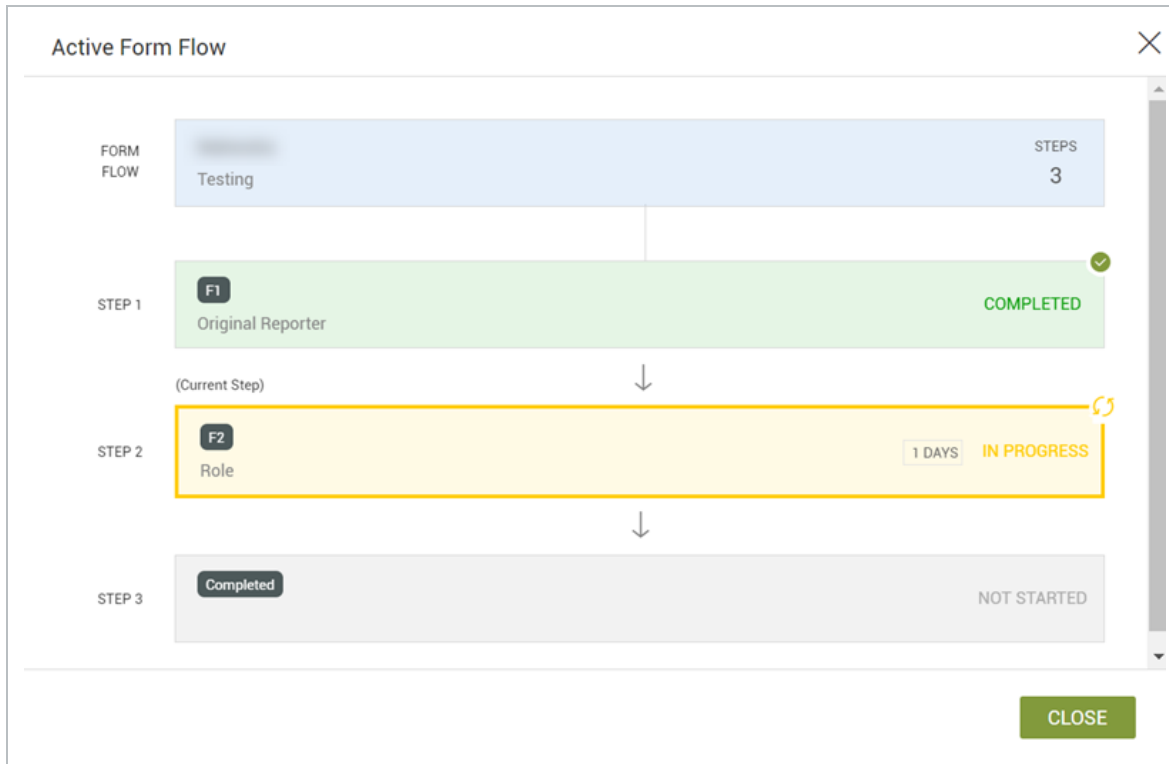 Active Form Flow
FORM
FLOW
Testing
STEPS
3
STEP 1
F1
Original Reporter
COMPLETED
(Current Step)
STEP 2
F2
Role
1 DAYS
IN PROGRESS
STEP 3
Completed
NOT STARTED
CLOSE